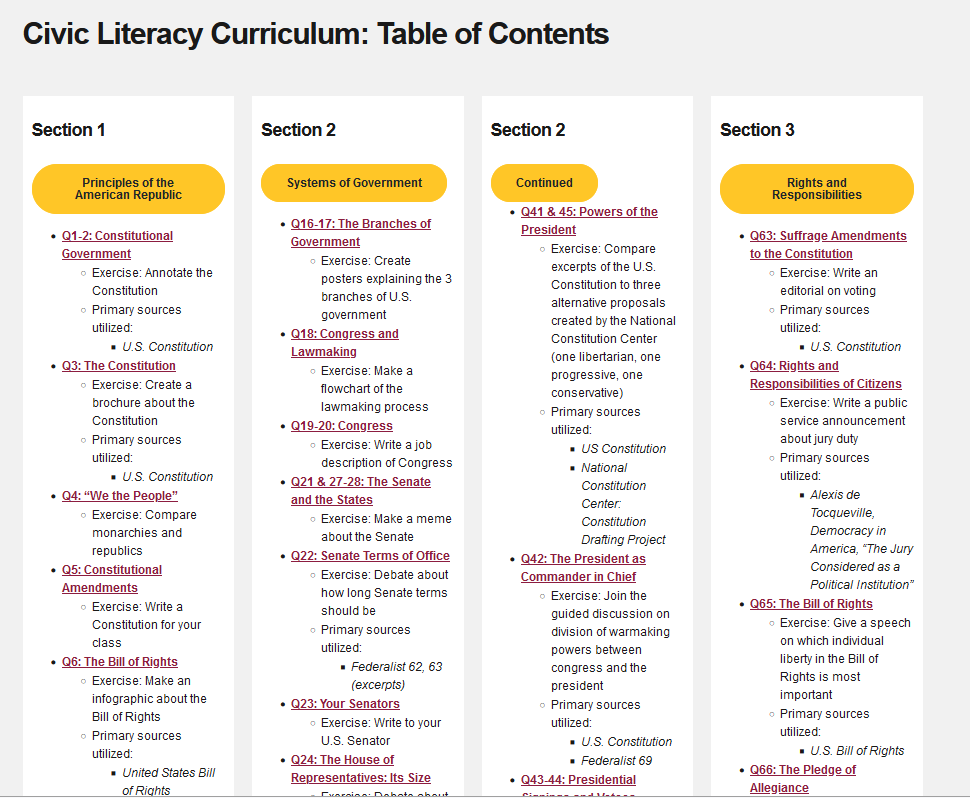 Civic Literacy Curriculum: Table of Contents
Section 1
Principles of the
American Republic
Q1-2: Constitutional
Government
Exercise: Annotate the
Constitution
Primary sources
utilized:
U.S. Constitution
Q3: The Constitution
Exercise: Create a
brochure about the
Constitution
Primary sources
utilized:
U.S. Constitution
Q4: “We the People”
Exercise: Compare
monarchies and
republics
Q5: Constitutional
Amendments
Exercise: Write a
Constitution for your
class
Q6: The Bill of Rights
Exercise: Make an
infographic about the
Bill of Rights
Primary sources
utilized:
United States Bill
of Rights
Section 2
Systems of Government
Q16-17: The Branches of
Government
Exercise: Create
posters explaining the 3
branches of U.S.
government
Q18: Congress and
Lawmaking
Exercise: Make a
flowchart of the
lawmaking process
Q19-20: Congress
Exercise: Write a job
description of Congress
Q21 & 27-28: The Senate
and the States
Exercise: Make a meme
about the Senate
Q22: Senate Terms of Office
Exercise: Debate about
how long Senate terms
should be
Primary sources
utilized:
Federalist 62, 63
(excerpts)
Q23: Your Senators
Exercise: Write to your
U.S. Senator
Q24: The House of
Representatives: Its Size
Exercise: Debate about
Section 2
Continued
Q41 & 45: Powers of the
President
Exercise: Compare
excerpts of the U.S.
Constitution to three
alternative proposals
created by the National
Constitution Center
(one libertarian, one
progressive, one
conservative)
Primary sources
utilized:
US Constitution
National
Constitution
Center:
Constitution
Drafting Project
Q42: The President as
Commander in Chief
Exercise: Join the
guided discussion on
division of warmaking
powers between
congress and the
president
Primary sources
utilized:
U.S. Constitution
Federalist 69
Q43-44: Presidential
Signings and Vetoes
Section 3
Rights and
Responsibilities
Q63: Suffrage Amendments
to the Constitution
Exercise: Write an
editorial on voting
Primary sources
utilized:
U.S. Constitution
Q64: Rights and
Responsibilities of Citizens
Exercise: Write a public
service announcement
about jury duty
Primary sources
utilized:
Alexis de
Tocqueville,
Democracy in
America, “The Jury
Considered as a
Political Institution”
Q65: The Bill of Rights
Exercise: Give a speech
on which individual
liberty in the Bill of
Rights is most
important
Primary sources
utilized:
U.S. Bill of Rights
Q66: The Pledge of
Allegiance